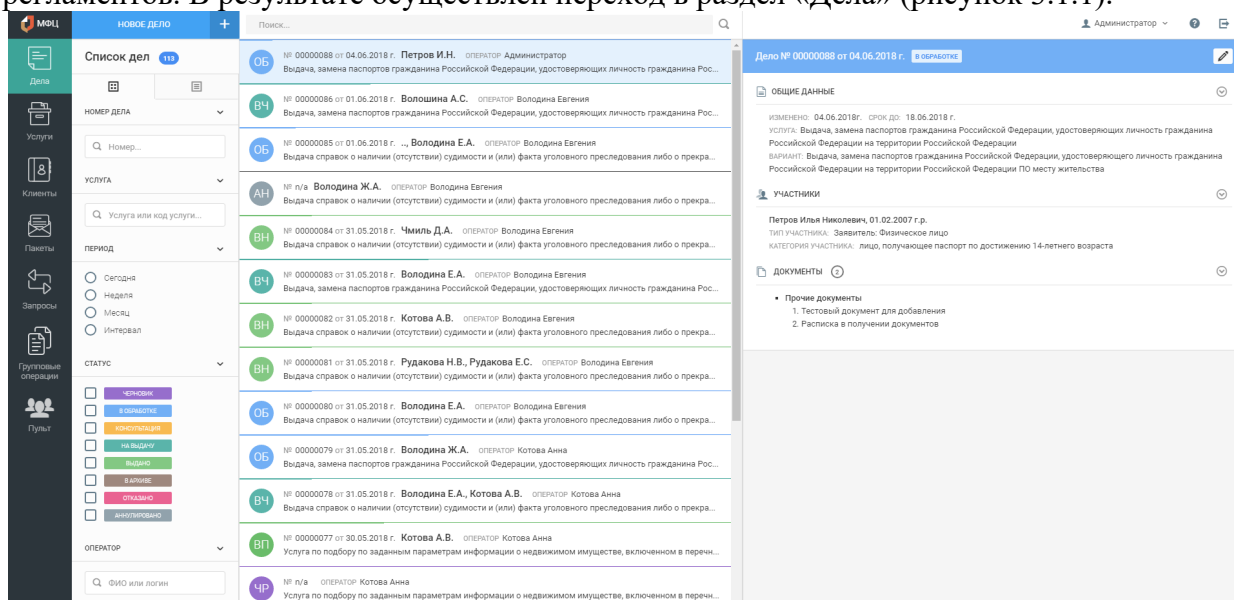 регламентов. В результате осуществлен переход в раздел «Дела» (рисунок 3.1.1).
МФЦ
НОВОЕ ДЕЛО +
Поиск...
Администратор
Дела
Услуги
Клиенты
Пакеты
Запросы
Групповые
операции
Пульт
Список дел 113
НОМЕР ДЕЛА
Номер...
УСЛУГА
Услуга или код услуги...
ПЕРИОД
Сегодня
Неделя
Месяц
Интервал
СТАТУС
ЧЕРНОВИК
В ОБРАБОТКЕ
КОНСУЛЬТАЦИЯ
НА ВЫДАЧУ
ВЫДАНО
В АРХИВЕ
ОТКАЗАНО
АННУЛИРОВАНО
ОПЕРАТОР
ФИО или логин
ОБ № 00000088 от 04.06.2018 г. Петров И.Н. ОПЕРАТОР Администратор
Выдача, замена паспортов гражданина Российской Федерации, удостоверяющих личность гражданина Рос...
ВЧ № 00000086 от 01.06.2018 г. Волошина А.С. ОПЕРАТОР Володина Евгения
Выдача, замена паспортов гражданина Российской Федерации, удостоверяющих личность гражданина Рос...
ОБ № 00000085 от 01.06.2018 г. .., Володина Е.А. ОПЕРАТОР Володина Евгения
Выдача справок о наличии (отсутствии) судимости и (или) факта уголовного преследования либо о прекра...
АН № n/a Володина Ж.А. ОПЕРАТОР Володина Евгения
Выдача справок о наличии (отсутствии) судимости и (или) факта уголовного преследования либо о прекра...
ВН № 00000084 от 31.05.2018 г. Чмиль Д.А. ОПЕРАТОР Володина Евгения
Выдача справок о наличии (отсутствии) судимости и (или) факта уголовного преследования либо о прекра...
ВЧ № 00000083 от 31.05.2018 г. Володина Е.А. ОПЕРАТОР Володина Евгения
Выдача, замена паспортов гражданина Российской Федерации, удостоверяющих личность гражданина Рос...
ВН № 00000082 от 31.05.2018 г. Котова А.В. ОПЕРАТОР Володина Евгения
Выдача справок о наличии (отсутствии) судимости и (или) факта уголовного преследования либо о прекра...
ВН № 00000081 от 31.05.2018 г. Рудакова Н.В., Рудакова Е.С. ОПЕРАТОР Володина Евгения
Выдача справок о наличии (отсутствии) судимости и (или) факта уголовного преследования либо о прекра...
ОБ № 00000080 от 31.05.2018 г. Володина Е.А. ОПЕРАТОР Володина Евгения
Выдача справок о наличии (отсутствии) судимости и (или) факта уголовного преследования либо о прекра...
ОБ № 00000079 от 31.05.2018 г. Володина Ж.А. ОПЕРАТОР Котова Анна
Выдача, замена паспортов гражданина Российской Федерации, удостоверяющих личность гражданина Рос...
ВЧ № 00000078 от 31.05.2018 г. Володина Е.А., Котова А.В. ОПЕРАТОР Котова Анна
Выдача справок о наличии (отсутствии) судимости и (или) факта уголовного преследования либо о прекра...
ВП № 00000077 от 30.05.2018 г. Котова А.В. ОПЕРАТОР Котова Анна
Услуга по подбору по заданным параметрам информации о недвижимом имуществе, включенном в перечн...
ЧР № n/a ОПЕРАТОР Котова Анна
Услуга по подбору по заданным параметрам информации о недвижимом имуществе, включенном в перечн...
Дело № 00000088 от 04.06.2018 г. В ОБРАБОТКЕ
ОБЩИЕ ДАННЫЕ
ИЗМЕНЕНО: 04.06.2018г. СРОК ДО: 18.06.2018 г.
УСЛУГА: Выдача, замена паспортов гражданина Российской Федерации, удостоверяющих личность гражданина
Российской Федерации на территории Российской Федерации
ВАРИАНТ: Выдача, замена паспортов гражданина Российской Федерации, удостоверяющего личность гражданина
Российской Федерации на территории Российской Федерации ПО месту жительства
УЧАСТНИКИ
Петров Илья Николевич, 01.02.2007 г.р.
ТИП УЧАСТНИКА: Заявитель: Физическое лицо
КАТЕГОРИЯ УЧАСТНИКА: лицо, получающее паспорт по достижению 14-летнего возраста
ДОКУМЕНТЫ 2
Прочие документы
1. Тестовый документ для добавления
2. Расписка в получении документов